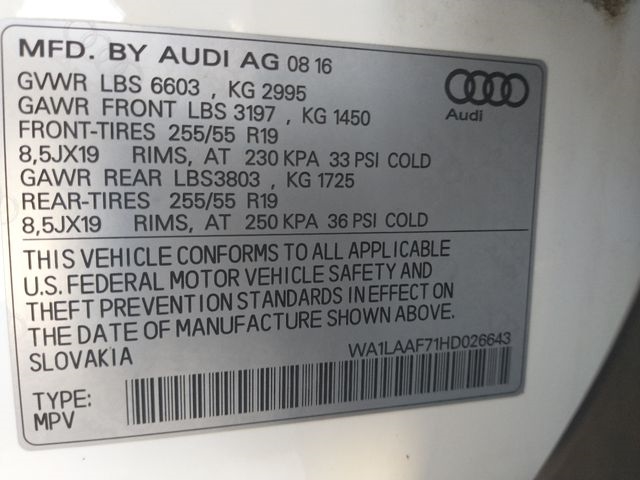 MFD. BY AUDI AG 08 16
GVWR LBS 6603 , KG 2995
GAWR FRONT LBS 3197 , KG 1450
FRONT-TIRES 255/55 R19
8,5JX19 RIMS, AT 230 KPA 33 PSI COLD
GAWR REAR LBS3803 , KG 1725
REAR-TIRES 255/55 R19
8,5JX19 RIMS, AT 250 KPA 36 PSI COLD
Audi
THIS VEHICLE CONFORMS TO ALL APPLICABLE
U.S. FEDERAL MOTOR VEHICLE SAFETY AND
THEFT PREVENTION STANDARDS IN EFFECT ON
THE DATE OF MANUFACTURE SHOWN ABOVE.
SLOVAKIA
WA1LAAF71HD026643
TYPE:
MPV